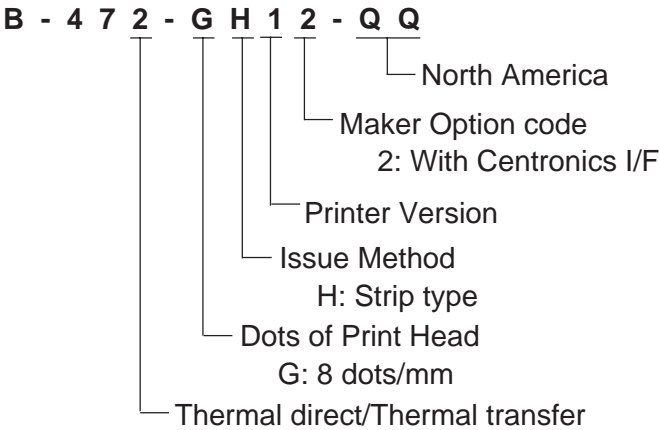 B - 4 7 2 - G H 1 2 - Q Q
North America
Maker Option code
2: With Centronics I/F
Printer Version
Issue Method
H: Strip type
Dots of Print Head
G: 8 dots/mm
Thermal direct/Thermal transfer